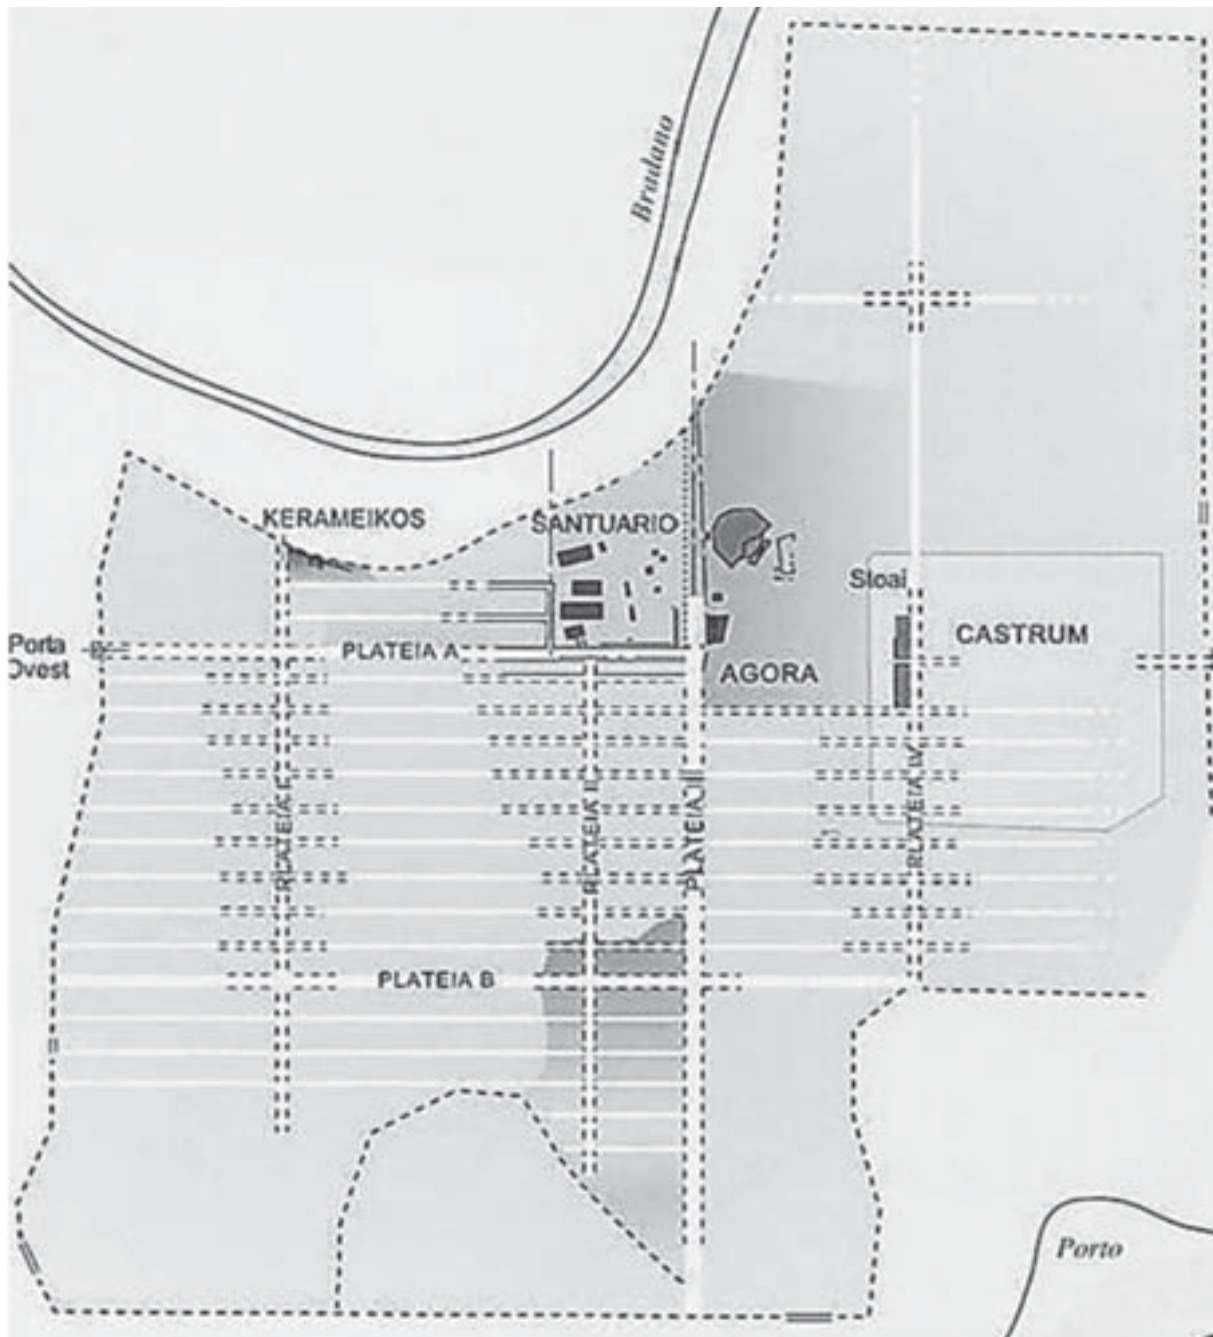 Bradano
KERAMEIKOS
SANTUARIO
Stoai
CASTRUM
Porta
Ovest
PLATEIA A
AGORA
PLATEIA I
PLATEIA II
PLATEIA III
PLATEIA IV
PLATEIA B
Porto